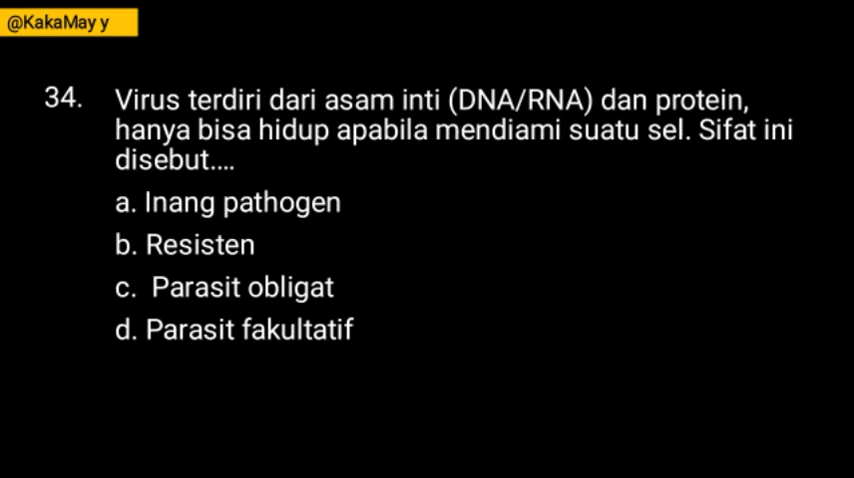 @KakaMay y
34. Virus terdiri dari asam inti (DNA/RNA) dan protein,
hanya bisa hidup apabila mendiami suatu sel. Sifat ini
disebut....
a. Inang pathogen
b. Resisten
c. Parasit obligat
d. Parasit fakultatif